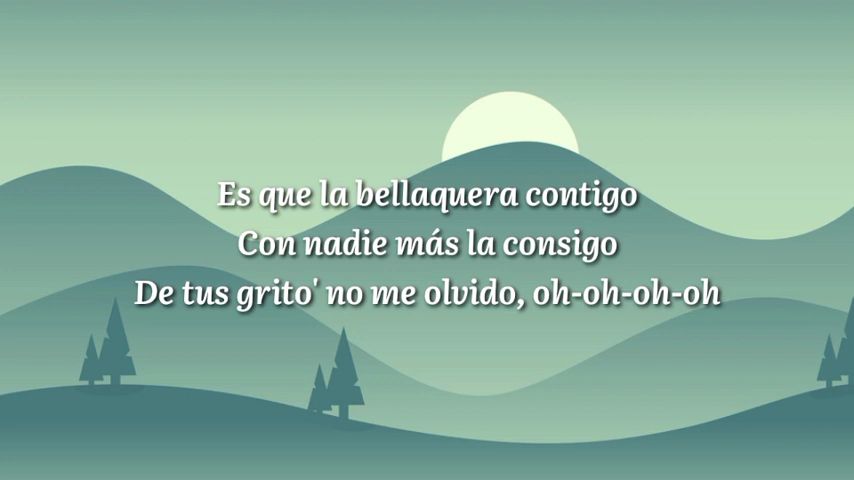 Es que la bellaquera contigo
Con nadie más la consigo
De tus grito' no me olvido, oh-oh-oh-oh